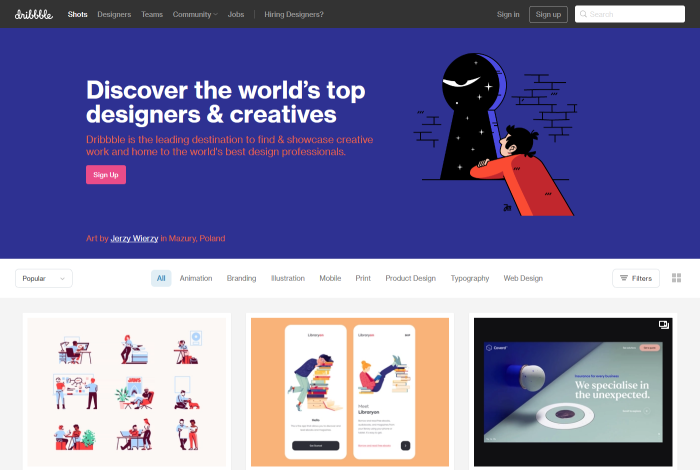 dribbble Shots Designers Teams Community Jobs Hiring Designers? Sign in Sign up Search
Discover the world's top
designers & creatives
Dribbble is the leading destination to find & showcase creative
work and home to the world's best design professionals.
Sign Up
Art by Jerzy Wierzy in Mazury, Poland
Popular All Animation Branding Illustration Mobile Print Product Design Typography Web Design Filters
Libraryon
Libraryon
Hello
Meet
Libraryon
We specialise in
the unexpected.